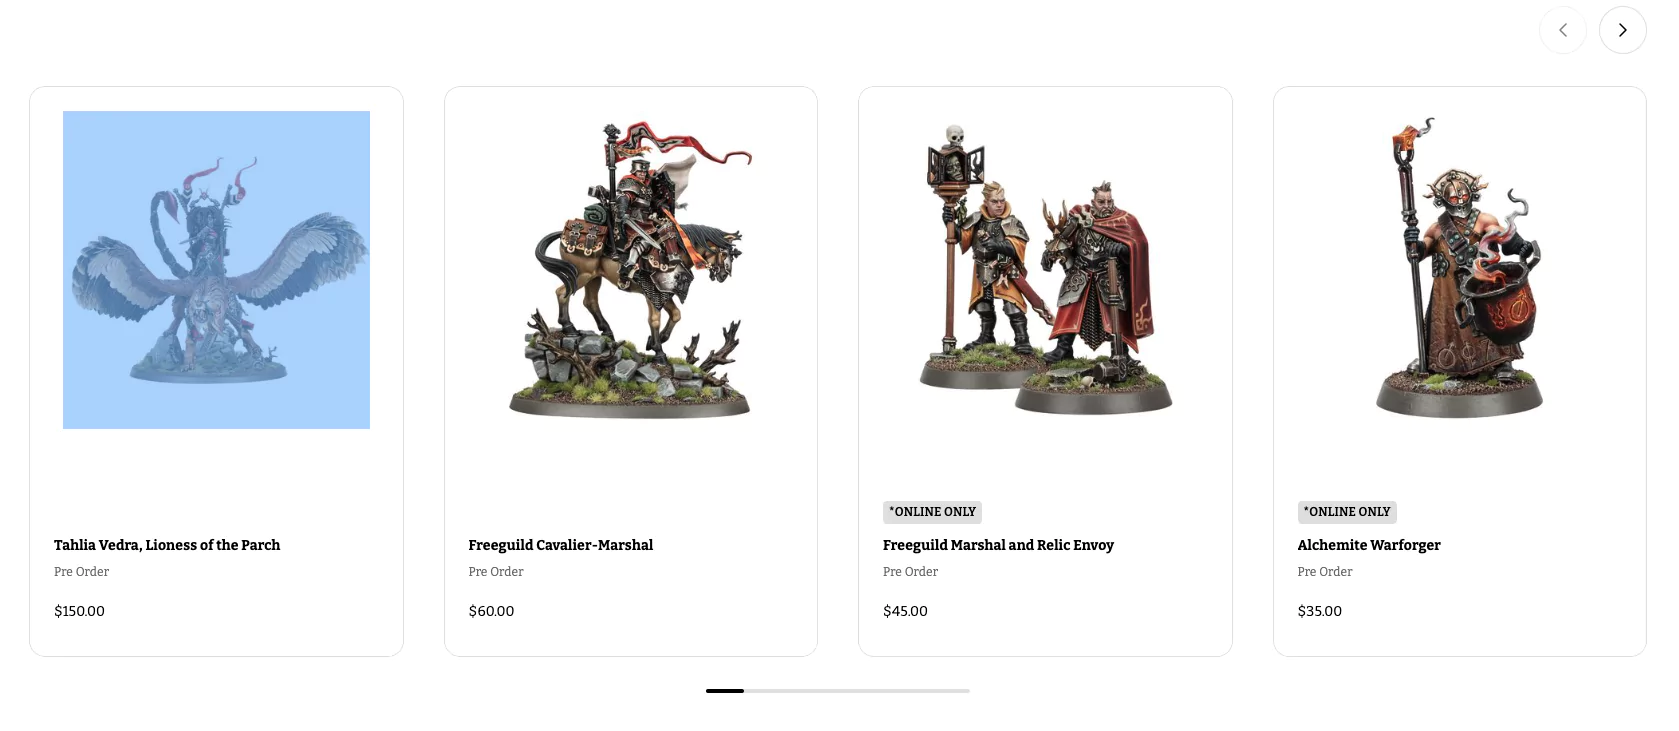 Tahlia Vedra, Lioness of the Parch
Pre Order
$150.00
Freeguild Cavalier-Marshal
Pre Order
$60.00
*ONLINE ONLY
Freeguild Marshal and Relic Envoy
Pre Order
$45.00
*ONLINE ONLY
Alchemite Warforger
Pre Order
$35.00